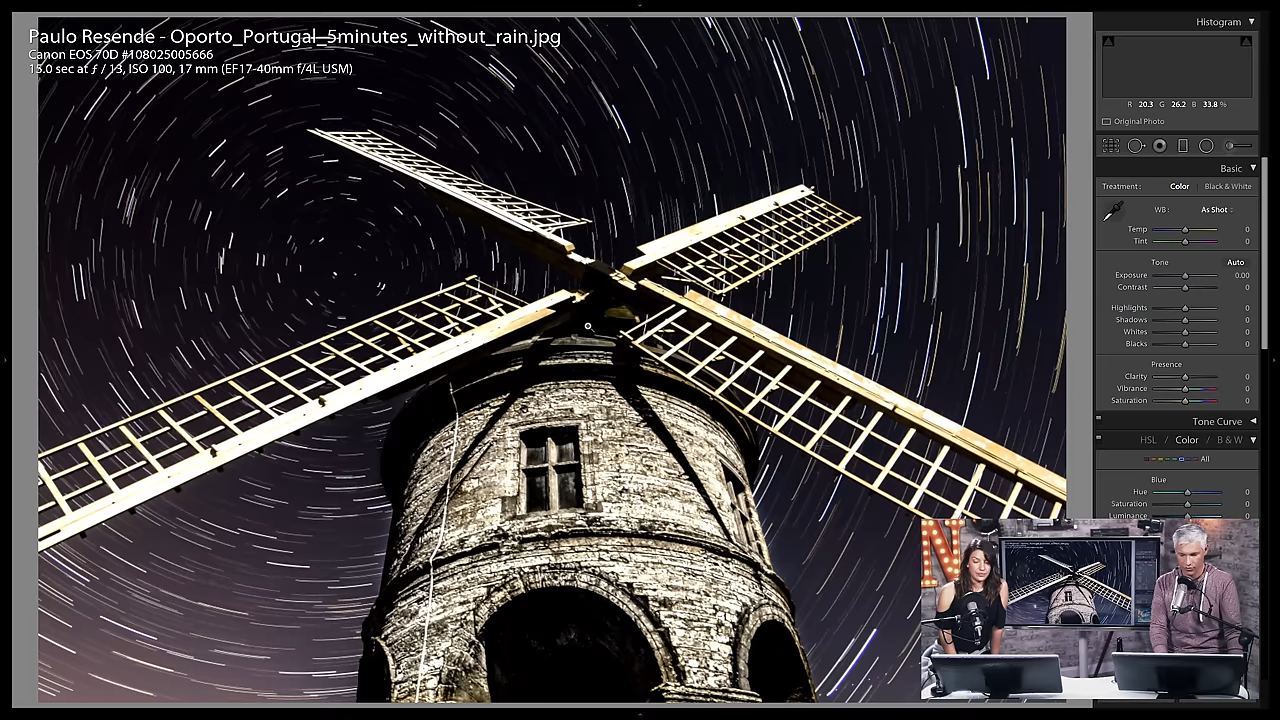 Paulo Resende - Oporto_Portugal_5minutes_without_rain.jpg
Canon EOS 70D #108025005666
15.0 sec at ƒ / 13, ISO 100, 17 mm (EF17-40mm f/4L USM)
Histogram
R 20.3 G 26.2 B 33.8 %
Original Photo
Basic
Treatment : Color Black & White
WB : As Shot
Temp 0
Tint 0
Tone Auto
Exposure 0.00
Contrast 0
Highlights 0
Shadows 0
Whites 0
Blacks 0
Presence
Clarity 0
Vibrance 0
Saturation 0
Tone Curve
HSL / Color / B & W
All
Blue
Hue 0
Saturation 0
Luminance 0
N